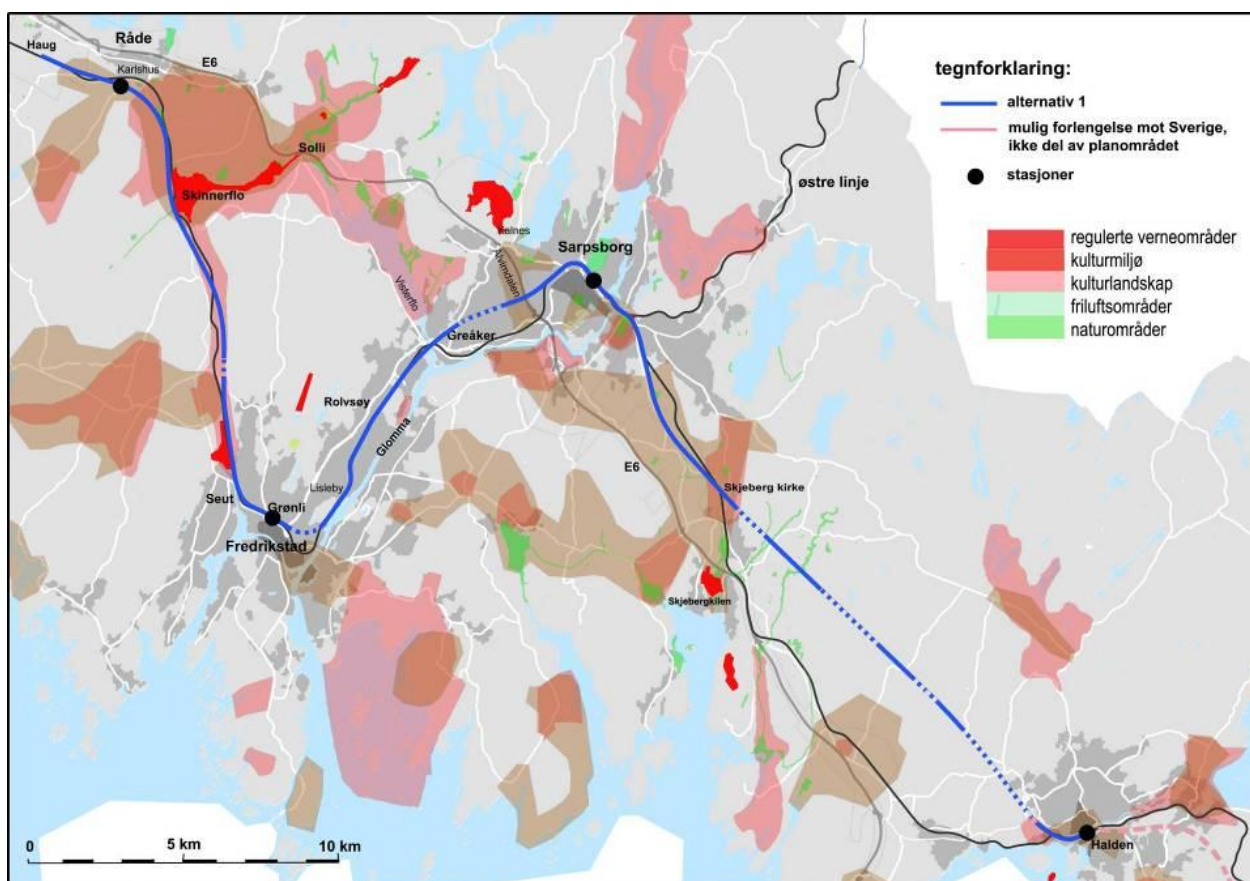 Haug
Råde
E6
Karlshus
Solli
Skinnerflo
Kalnes
Alvimdalen
Sarpsborg
østre linje
Visterflo
Greåker
Rolvsøy
Glomma
Lisleby
Seut
Grønli
Fredrikstad
E6
Skjeberg kirke
Skjebergkilen
Halden
0
5 km
10 km
tegnforklaring:
alternativ 1
mulig forlengelse mot Sverige,
ikke del av planområdet
stasjoner
regulerte verneområder
kulturmiljø
kulturlandskap
friluftsområder
naturområder